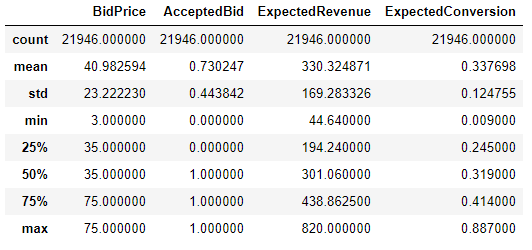 BidPrice AcceptedBid ExpectedRevenue ExpectedConversion
count 21946.000000 21946.000000 21946.000000 21946.000000
mean 40.982594 0.730247 330.324871 0.337698
std 23.222230 0.443842 169.283326 0.124755
min 3.000000 0.000000 44.640000 0.009000
25% 35.000000 0.000000 194.240000 0.245000
50% 35.000000 1.000000 301.060000 0.319000
75% 75.000000 1.000000 438.862500 0.414000
max 75.000000 1.000000 820.000000 0.887000